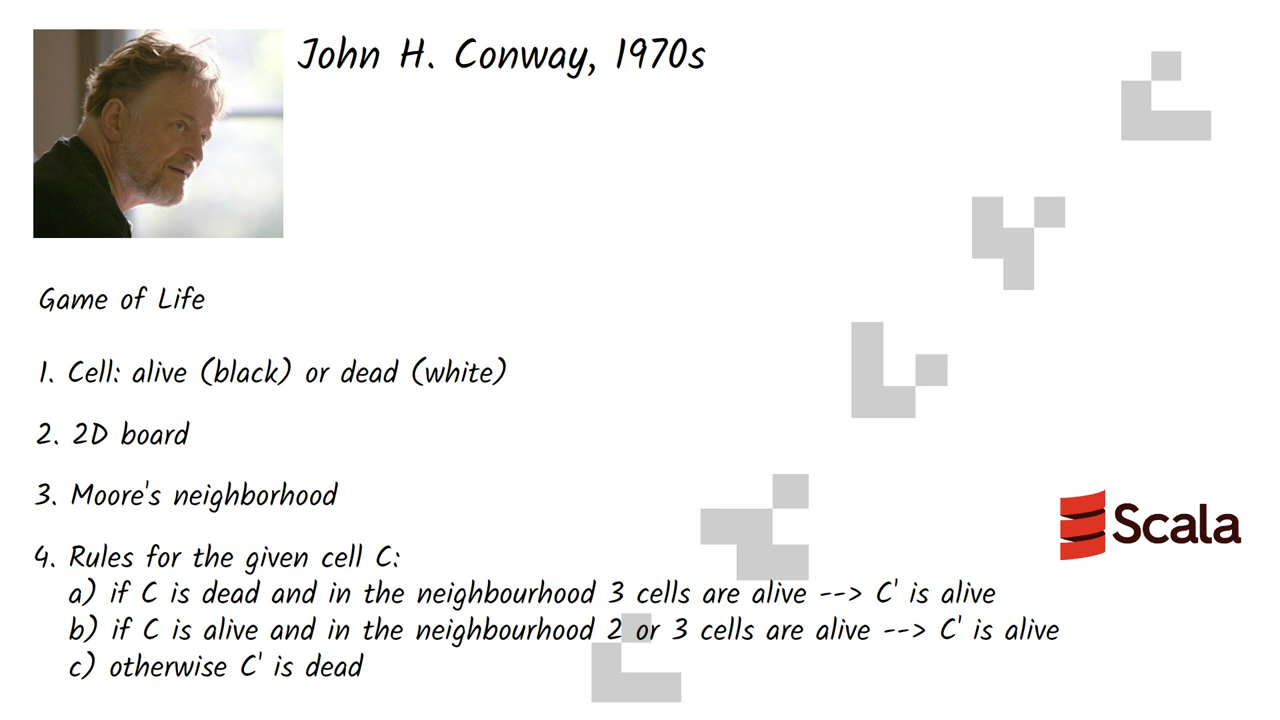 John H. Conway, 1970s
Game of Life
1. Cell: alive (black) or dead (white)
2. 2D board
3. Moore's neighborhood
Scala
4. Rules for the given cell C:
a) if C is dead and in the neighbourhood 3 cells are alive --> C' is alive
b) if C is alive and in the neighbourhood 2 or 3 cells are alive --> C' is alive
c) otherwise C' is dead